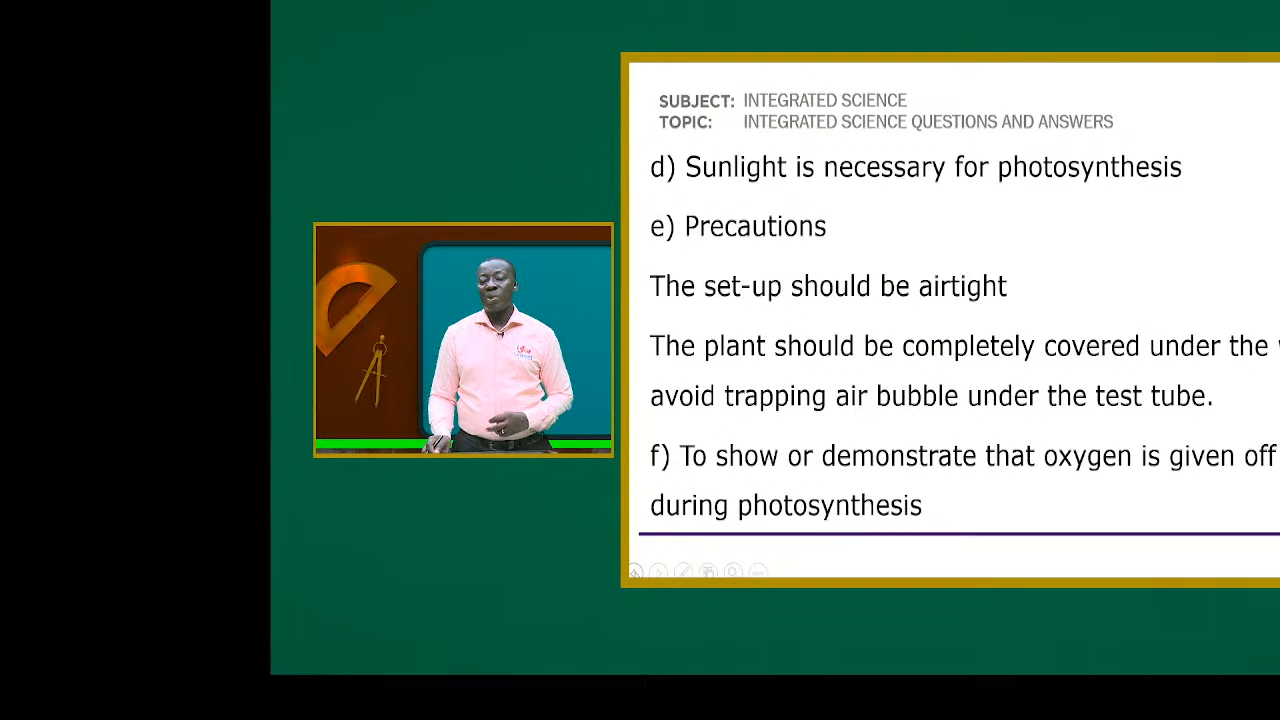 SUBJECT: INTEGRATED SCIENCE
TOPIC: INTEGRATED SCIENCE QUESTIONS AND ANSWERS
d) Sunlight is necessary for photosynthesis
e) Precautions
The set-up should be airtight
The plant should be completely covered under the
avoid trapping air bubble under the test tube.
f) To show or demonstrate that oxygen is given off
during photosynthesis